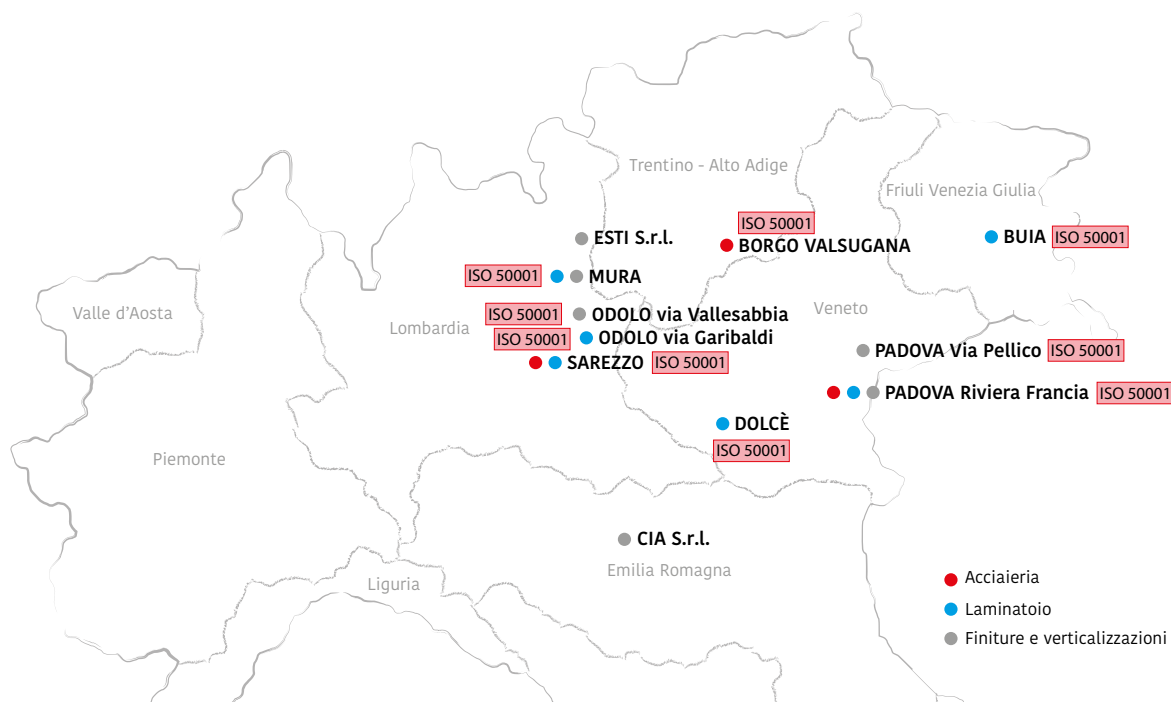 Trentino - Alto Adige
Friuli Venezia Giulia
ISO 50001
ESTI S.r.l.
BORGO VALSUGANA
BUIA ISO 50001
ISO 50001 MURA
Valle d'Aosta
ISO 50001 ODOLO via Vallesabbia
Veneto
Lombardia
ISO 50001 ODOLO via Garibaldi
SAREZZO ISO 50001
PADOVA Via Pellico ISO 50001
PADOVA Riviera Francia ISO 50001
DOLCÈ
ISO 50001
Piemonte
CIA S.r.l.
Emilia Romagna
Liguria
Acciaieria
Laminatoio
Finiture e verticalizzazioni